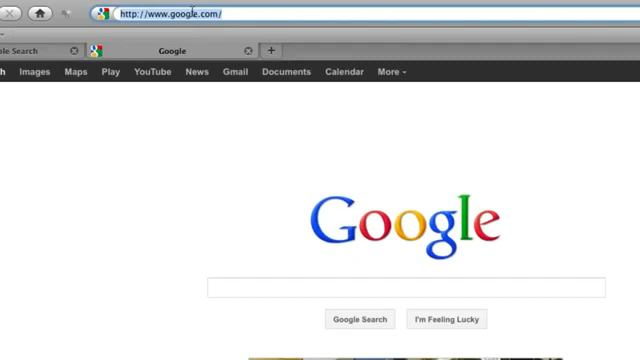 http://www.google.com/
Search
Google
Images Maps Play YouTube News Gmail Documents Calendar More
Google
Google Search I'm Feeling Lucky